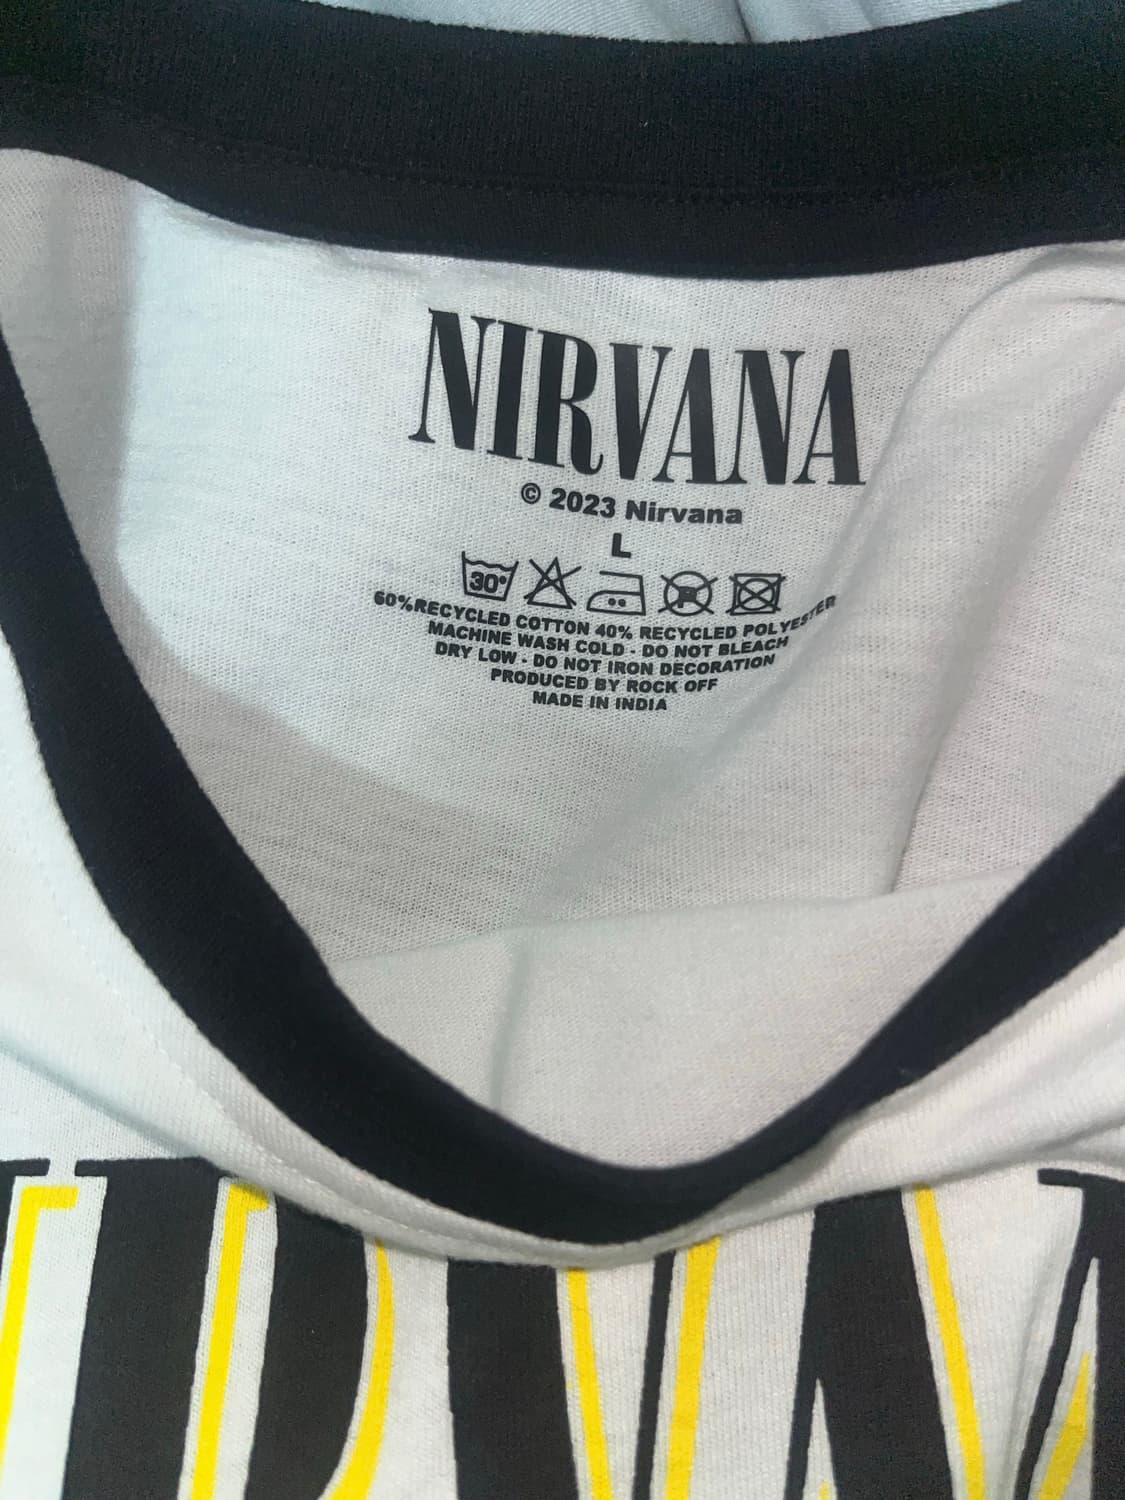 NIRVANA
© 2023 Nirvana
L
30°
P
60%RECYCLED COTTON 40% RECYCLED POLYESTER
MACHINE WASH COLD - DO NOT BLEACH
DRY LOW - DO NOT IRON DECORATION
PRODUCED BY ROCK OFF
MADE IN INDIA